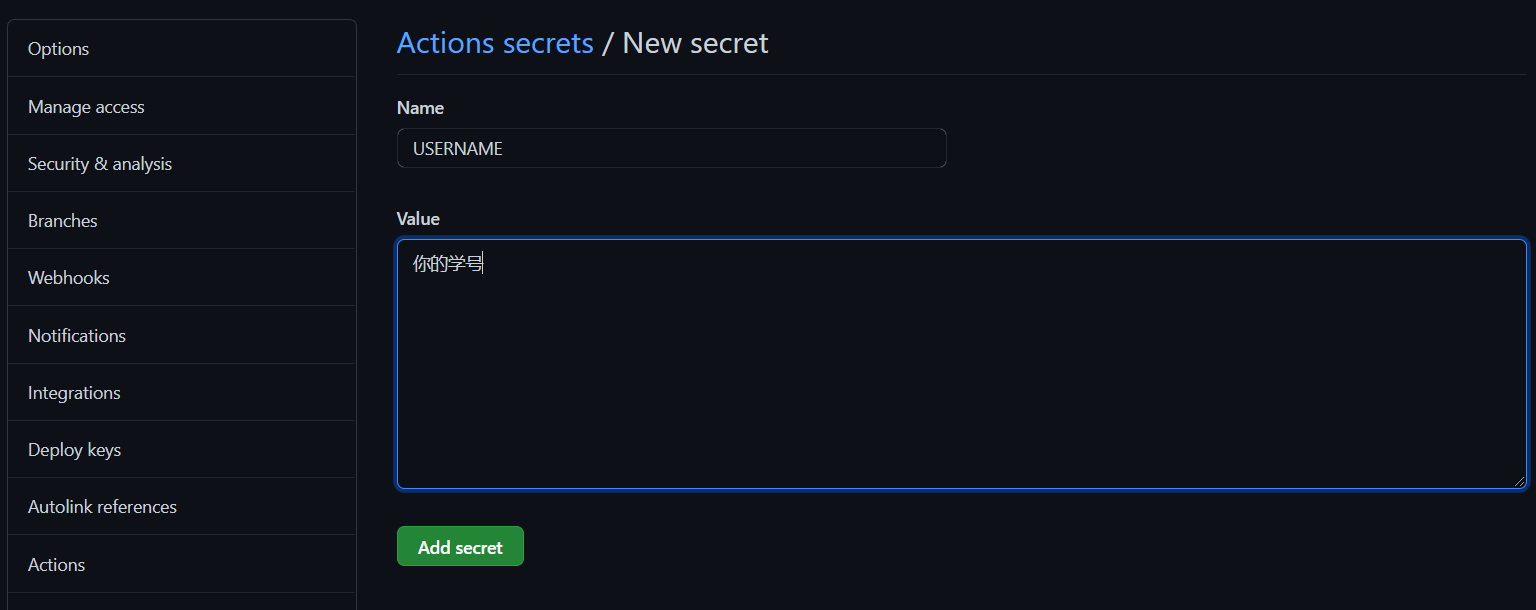 Options
Manage access
Security & analysis
Branches
Webhooks
Notifications
Integrations
Deploy keys
Autolink references
Actions
Actions secrets / New secret
Name
USERNAME
Value
你的学号
Add secret